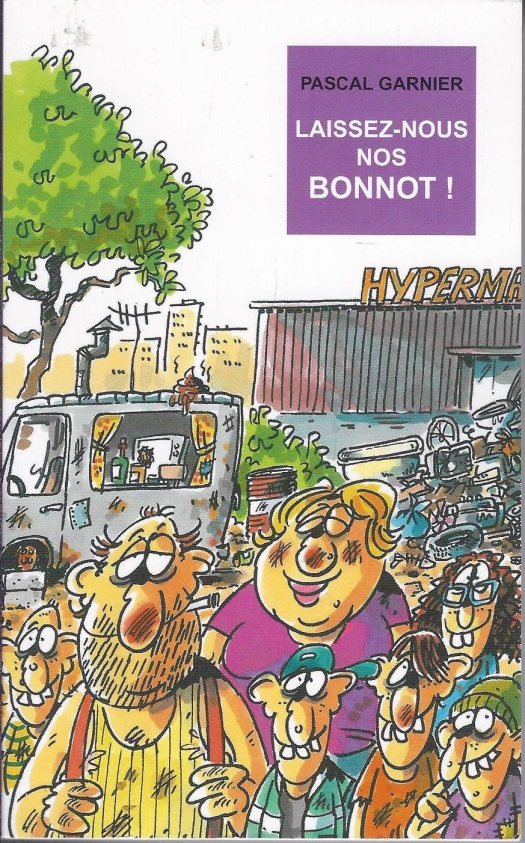 PASCAL GARNIER
LAISSEZ-NOUS
NOS
BONNOT !
HYPERMA